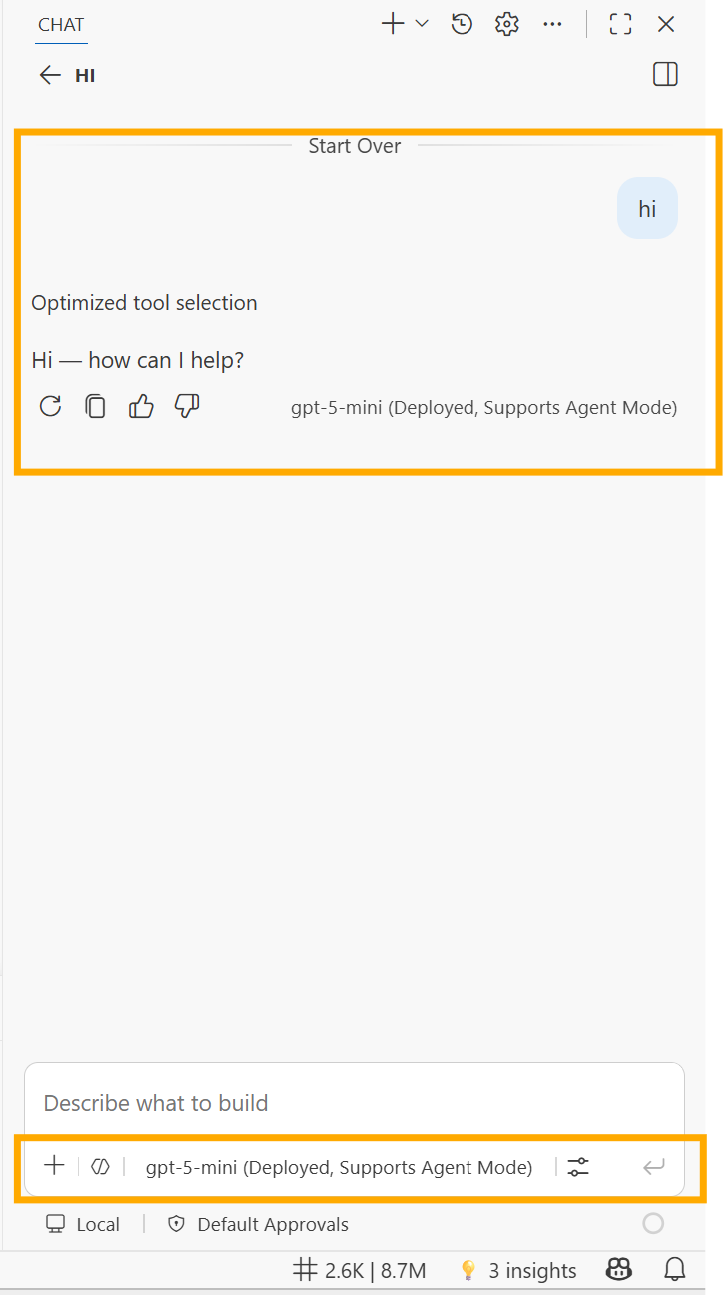 CHAT
HI
Start Over
hi
Optimized tool selection
Hi — how can I help?
gpt-5-mini (Deployed, Supports Agent Mode)
Describe what to build
gpt-5-mini (Deployed, Supports Agent Mode)
Local | Default Approvals
2.6K | 8.7M 3 insights